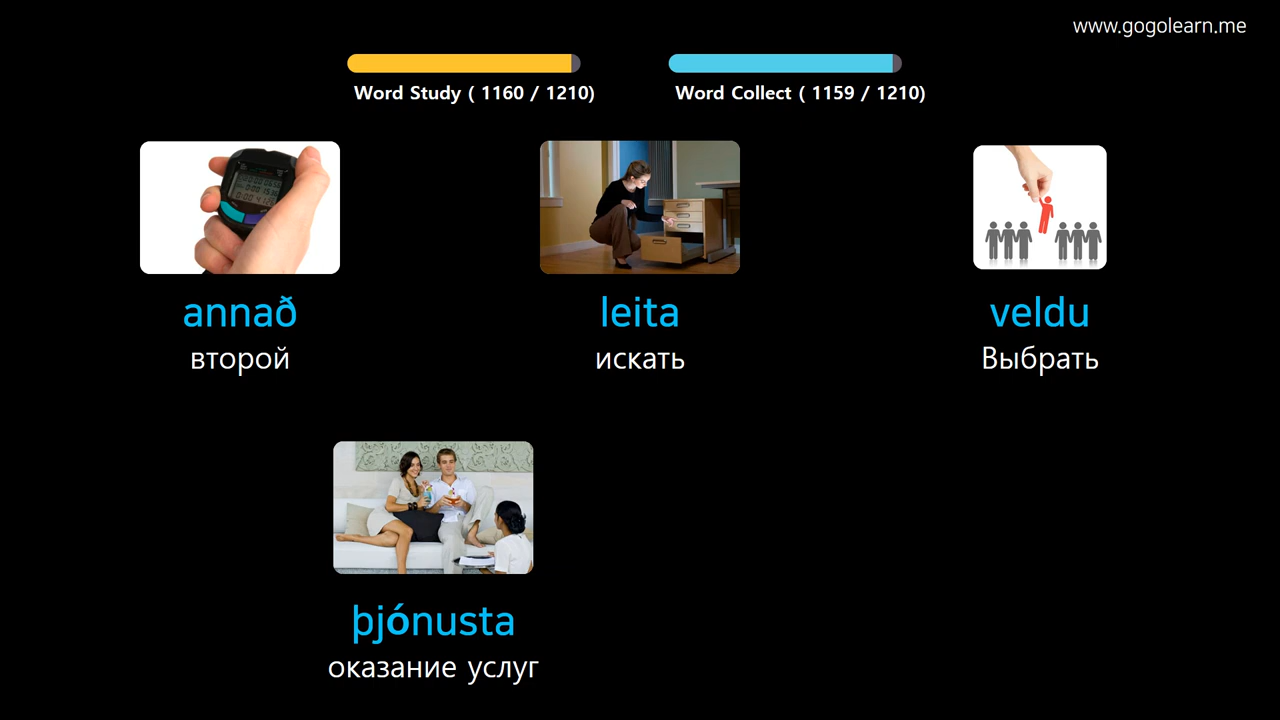 www.gogolearn.me
Word Study ( 1160 / 1210)
Word Collect ( 1159 / 1210)
annað
второй
leita
искать
veldu
Выбрать
þjónusta
оказание услуг